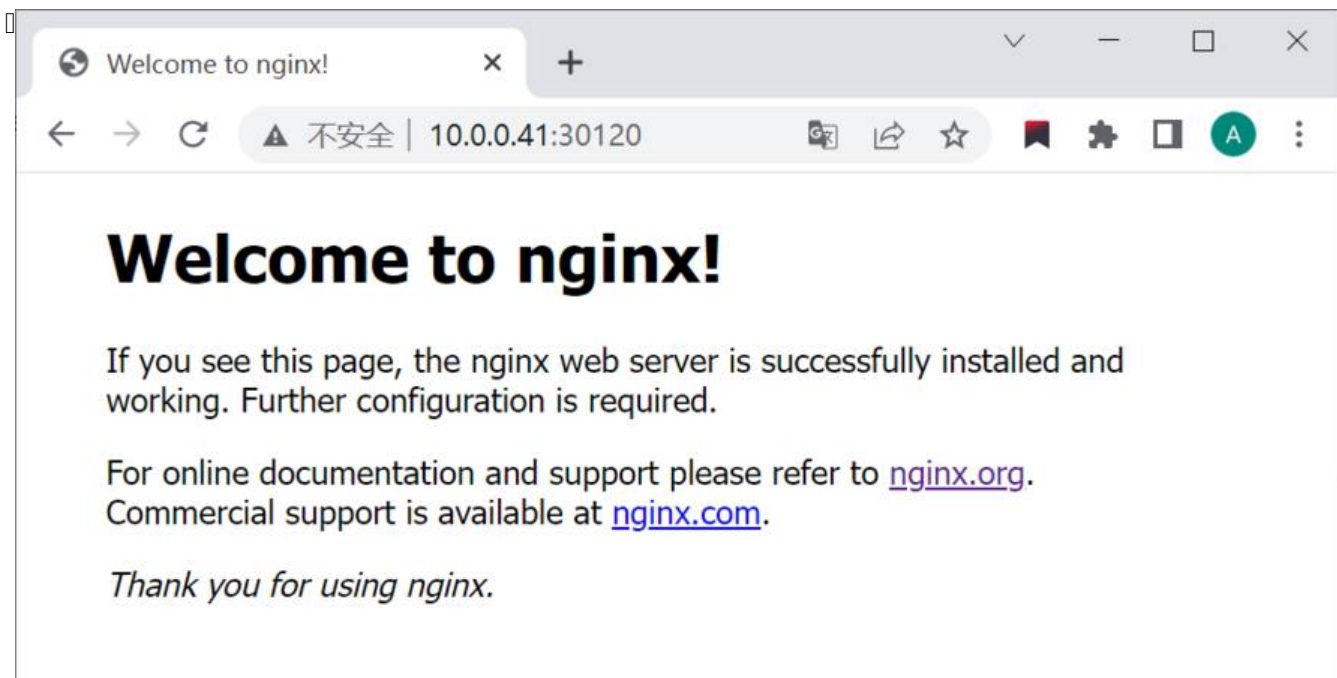 Welcome to nginx!
不安全 | 10.0.0.41:30120
A
Welcome to nginx!
If you see this page, the nginx web server is successfully installed and
working. Further configuration is required.
For online documentation and support please refer to nginx.org.
Commercial support is available at nginx.com.
Thank you for using nginx.